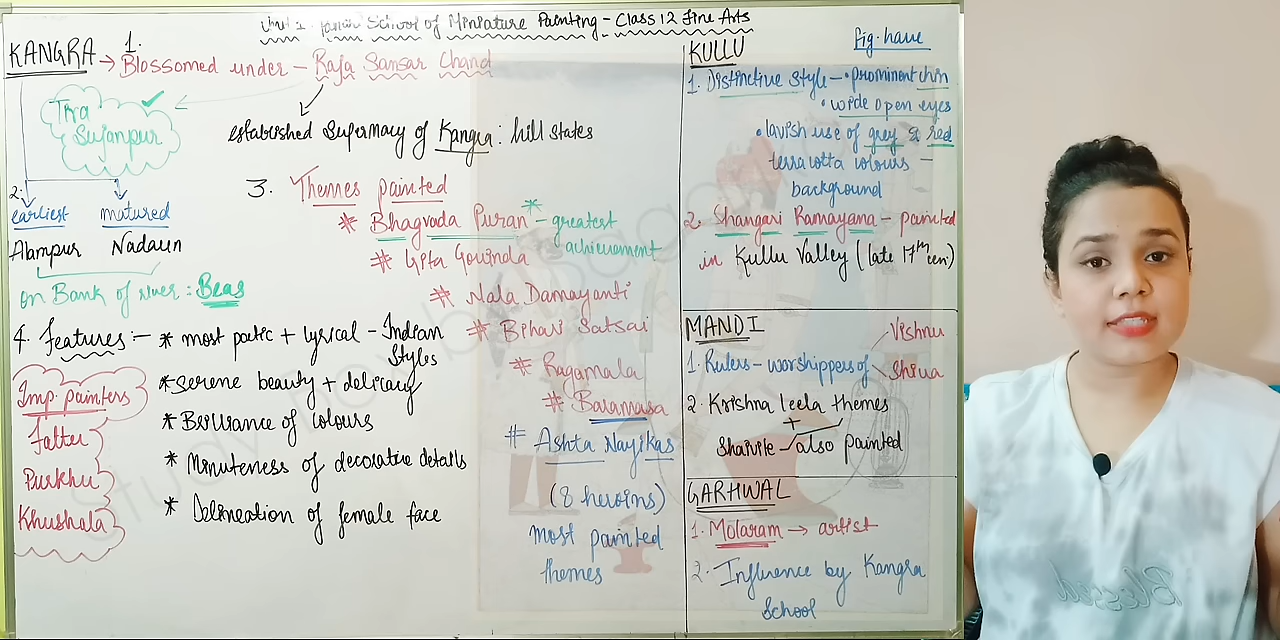 Unit 2. Pahari School of Miniature Painting - Class 12 Fine Arts
KANGRA → 1. Blossomed under - Raja Sansar Chand
Tira Sujanpur
established Supermacy of Kangra : hill states
2.
earliest matured
Alampur Nadaun
on Bank of river : Beas
3. Themes painted
* Bhagvada Puran * - greatest achievement
* Gita Govinda
* Nala Damayanti
* Bihari Satsai
* Ragamala
* Baramasa
# Ashta Nayikas
(8 heroins)
most painted
themes
4. Features :- * most poetic + lyrical - Indian Styles
* serene beauty + delicacy
* Brilliance of colours
* Minuteness of decorative details
* Delineation of female face
Imp. painters
Fattu
Purkhu
Khushala
KULLU
fig. have
1. Distinctive style - • prominent chin
• wide open eyes
• lavish use of grey & red
terracotta colours -
background
2. Shangari Ramayana - painted
in Kullu Valley (late 17th cen)
MANDI
1. Rulers - worshippers of Vishnu
Shiva
2. Krishna leela themes
+
Shaivite also painted
GARHWAL
1. Molaram → artist
2. Influence by Kangra
School
Blessed